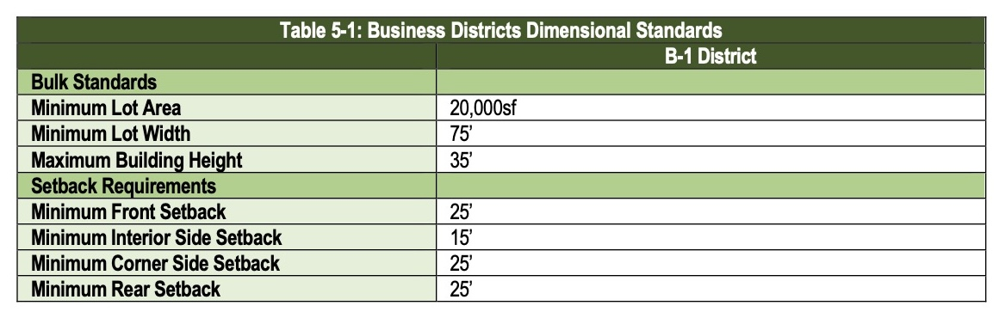 Table 5-1: Business Districts Dimensional Standards
B-1 District
Bulk Standards
Minimum Lot Area 20,000sf
Minimum Lot Width 75’
Maximum Building Height 35’
Setback Requirements
Minimum Front Setback 25’
Minimum Interior Side Setback 15’
Minimum Corner Side Setback 25’
Minimum Rear Setback 25’